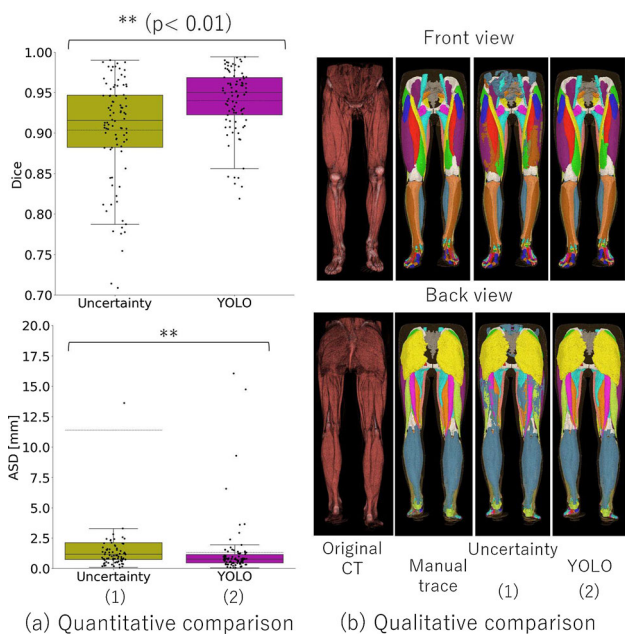 ** (p< 0.01)
Dice
1.00
0.95
0.90
0.85
0.80
0.75
0.70
Uncertainty
YOLO
**
ASD [mm]
20.0
17.5
15.0
12.5
10.0
7.5
5.0
2.5
0.0
Uncertainty
YOLO
(1)
(2)
(a) Quantitative comparison
Front view
Back view
Original
CT
Manual
trace
Uncertainty
(1)
YOLO
(2)
(b) Qualitative comparison